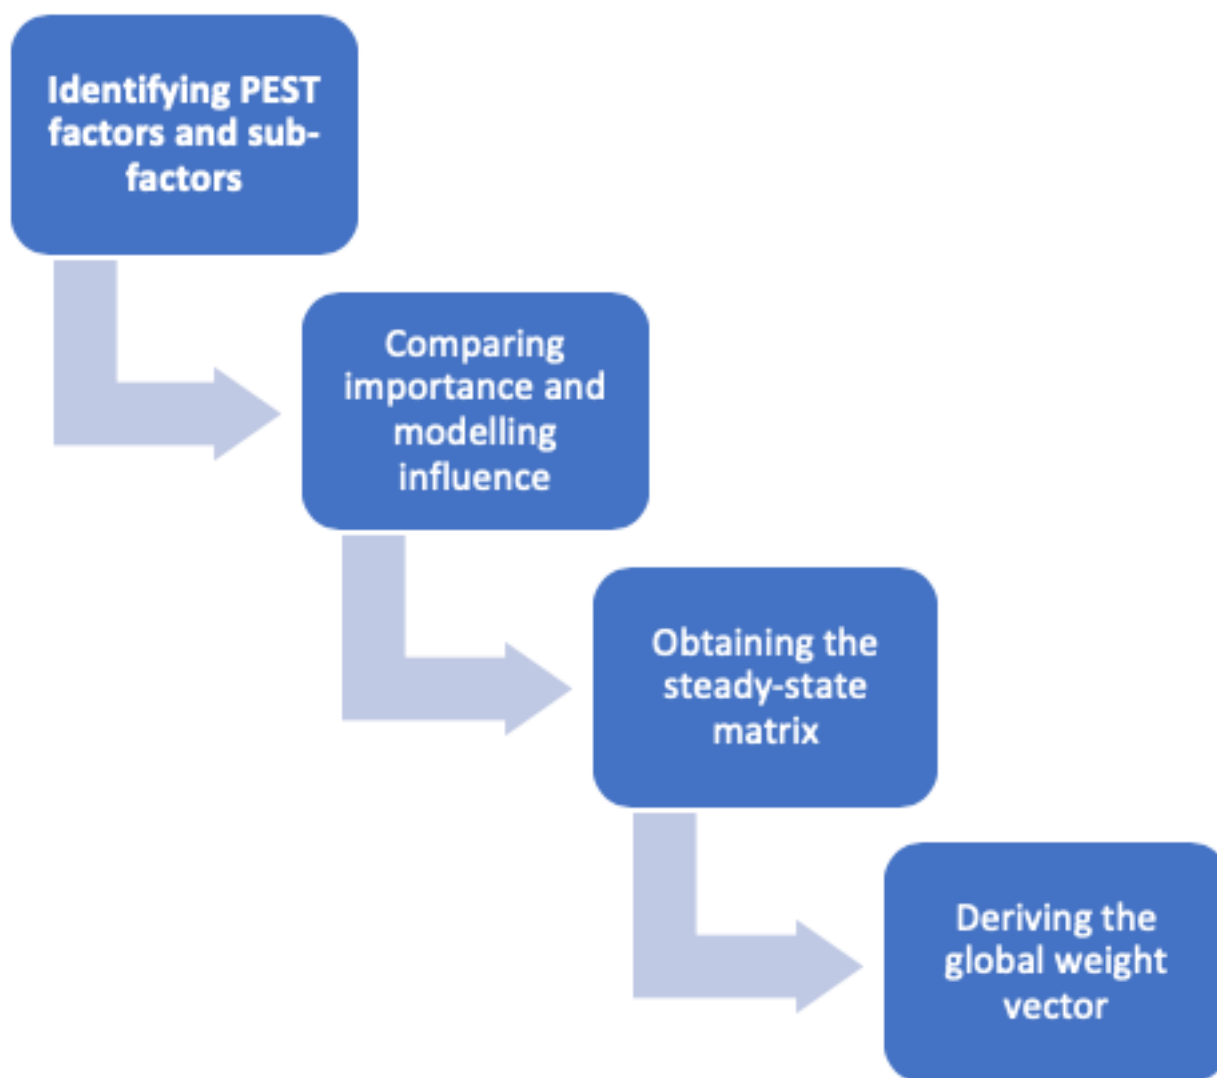 Identifying PEST
factors and sub-
factors
Comparing
importance and
modelling
influence
Obtaining the
steady-state
matrix
Deriving the
global weight
vector